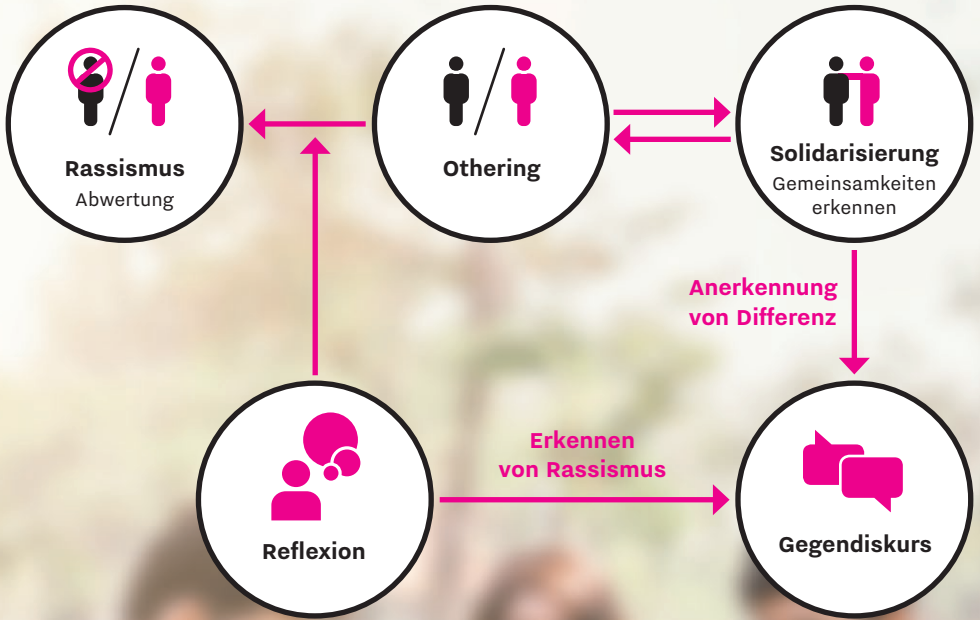 Rassismus
Abwertung
Othering
Solidarisierung
Gemeinsamkeiten
erkennen
Anerkennung
von Differenz
Erkennen
von Rassismus
Reflexion
Gegendiskurs